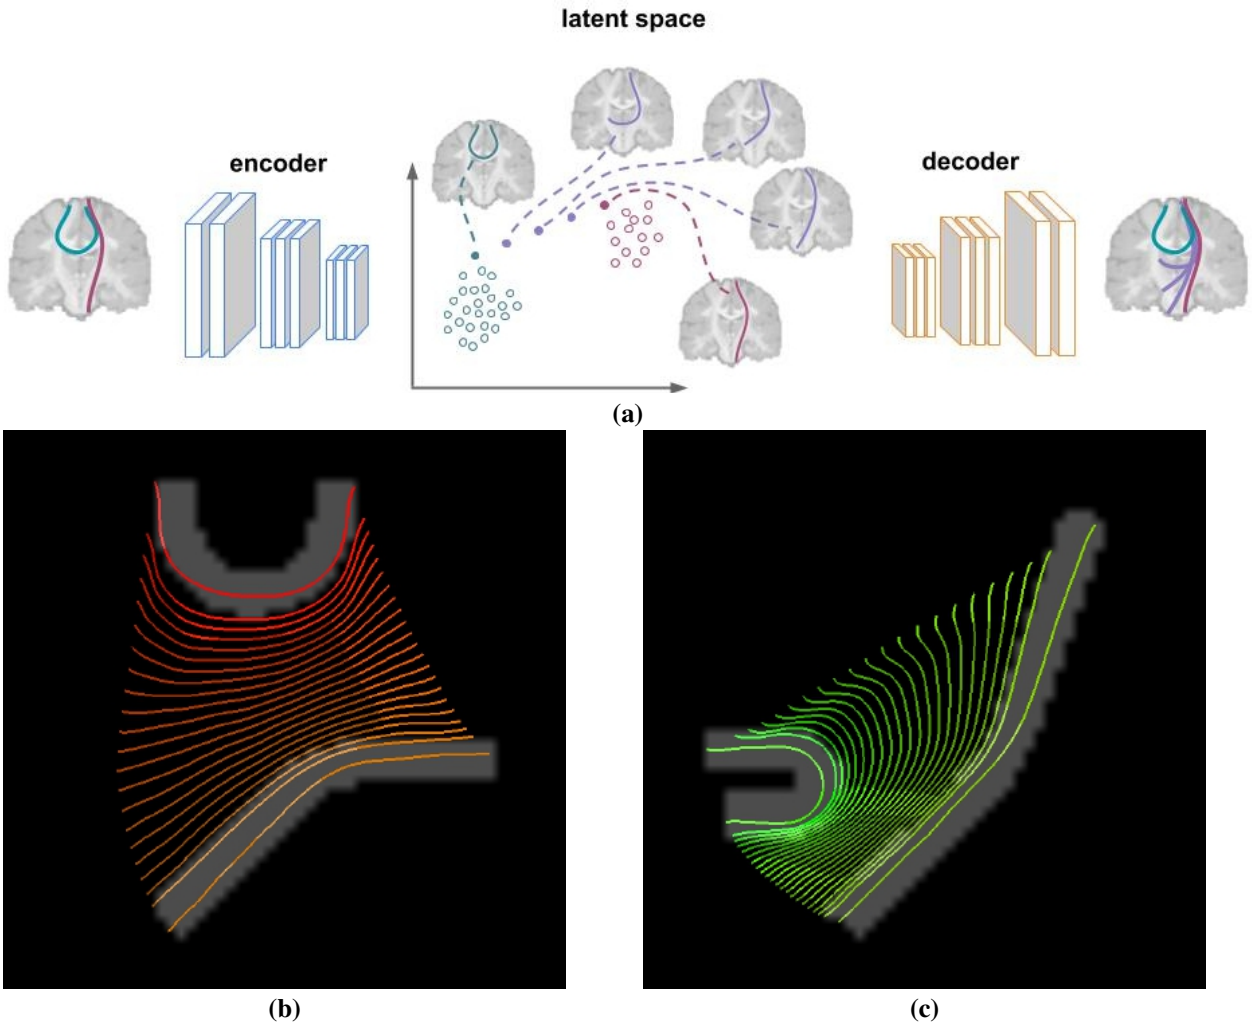 latent space
encoder
decoder
(a)
(b)
(c)